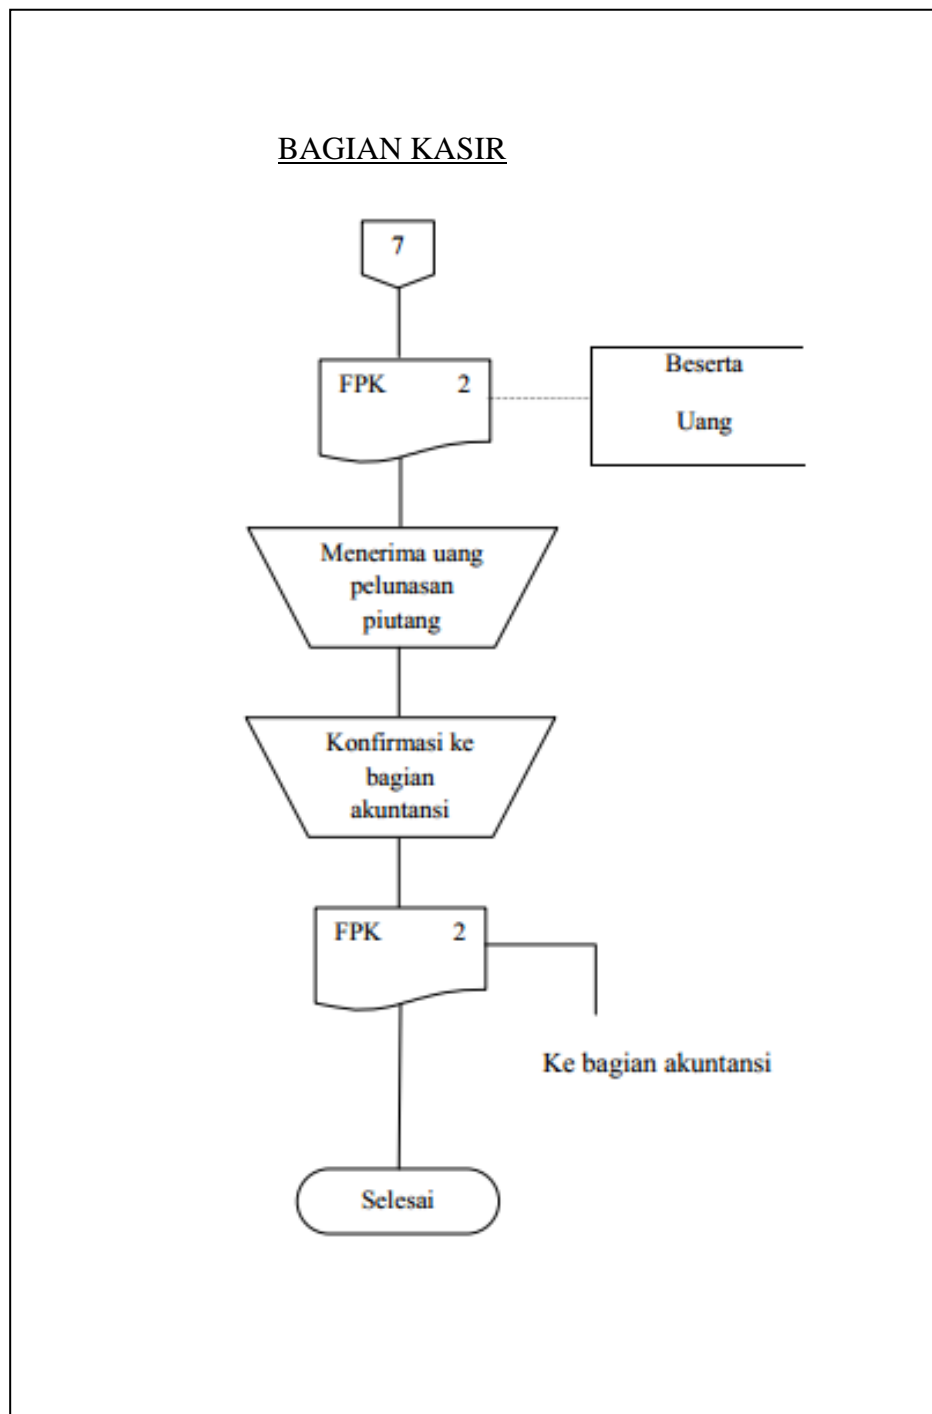 BAGIAN KASIR
7
FPK 2
Beserta
Uang
Menerima uang
pelunasan
piutang
Konfirmasi ke
bagian
akuntansi
FPK 2
Ke bagian akuntansi
Selesai